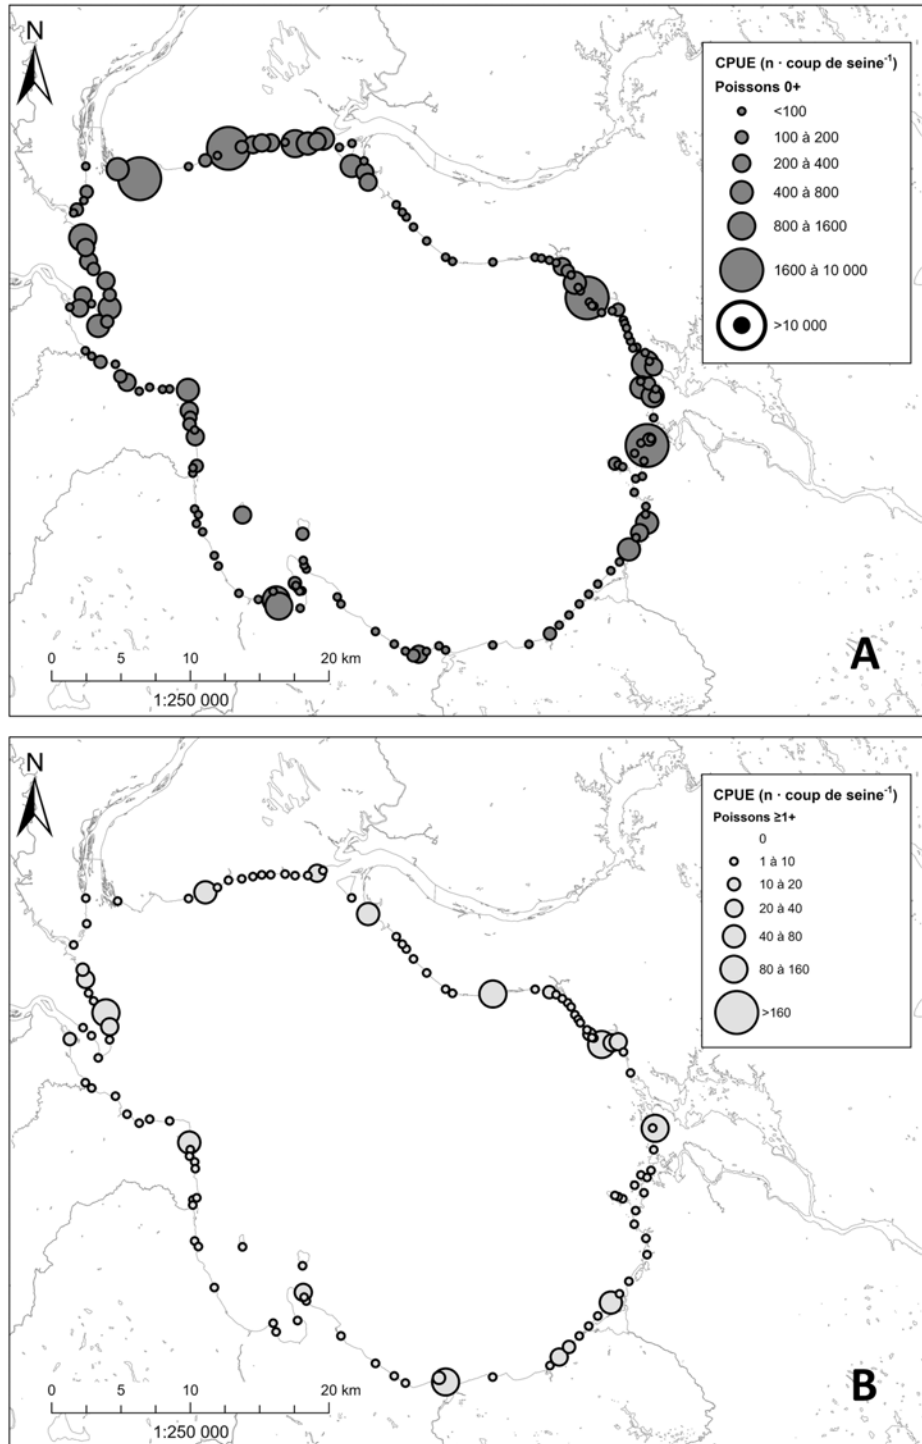 N
CPUE (n · coup de seine⁻¹)
Poissons 0+
<100
100 à 200
200 à 400
400 à 800
800 à 1600
1600 à 10 000
>10 000
0 5 10 20 km
1:250 000
A
N
CPUE (n · coup de seine⁻¹)
Poissons ≥1+
0
1 à 10
10 à 20
20 à 40
40 à 80
80 à 160
>160
0 5 10 20 km
1:250 000
B